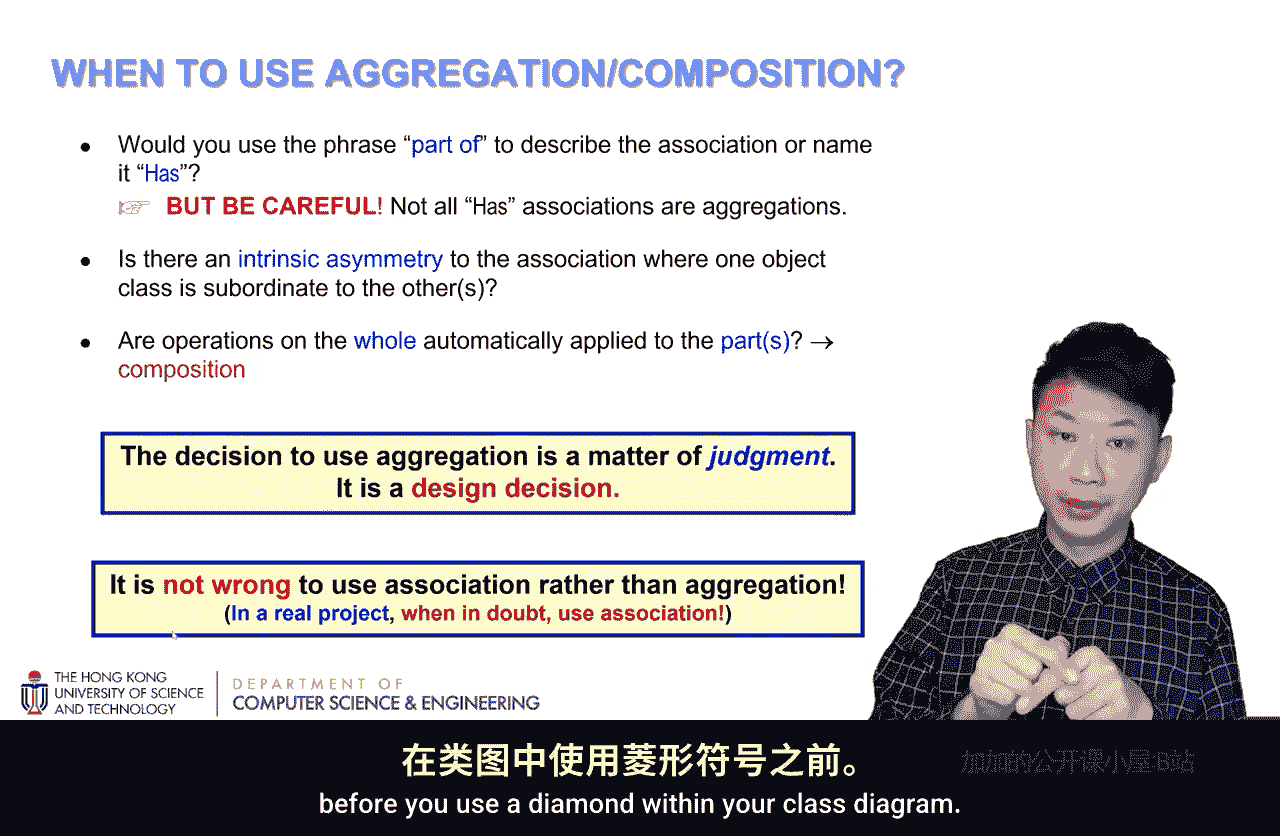 WHEN TO USE AGGREGATION/COMPOSITION?
• Would you use the phrase “part of” to describe the association or name
it “Has”?
☞ BUT BE CAREFUL! Not all “Has” associations are aggregations.
• Is there an intrinsic asymmetry to the association where one object
class is subordinate to the other(s)?
• Are operations on the whole automatically applied to the part(s)? →
composition
The decision to use aggregation is a matter of judgment.
It is a design decision.
It is not wrong to use association rather than aggregation!
(In a real project, when in doubt, use association!)
THE HONG KONG
UNIVERSITY OF SCIENCE
AND TECHNOLOGY
DEPARTMENT OF
COMPUTER SCIENCE & ENGINEERING
在类图中使用菱形符号之前。
加加的公开课小屋:B站
before you use a diamond within your class diagram.